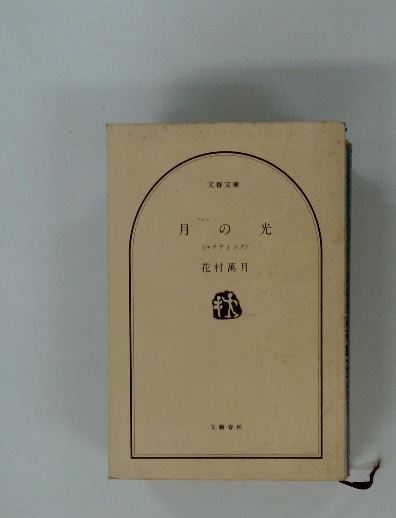 文春文庫
月の光
(ルナティック)
花村萬月
文藝春秋